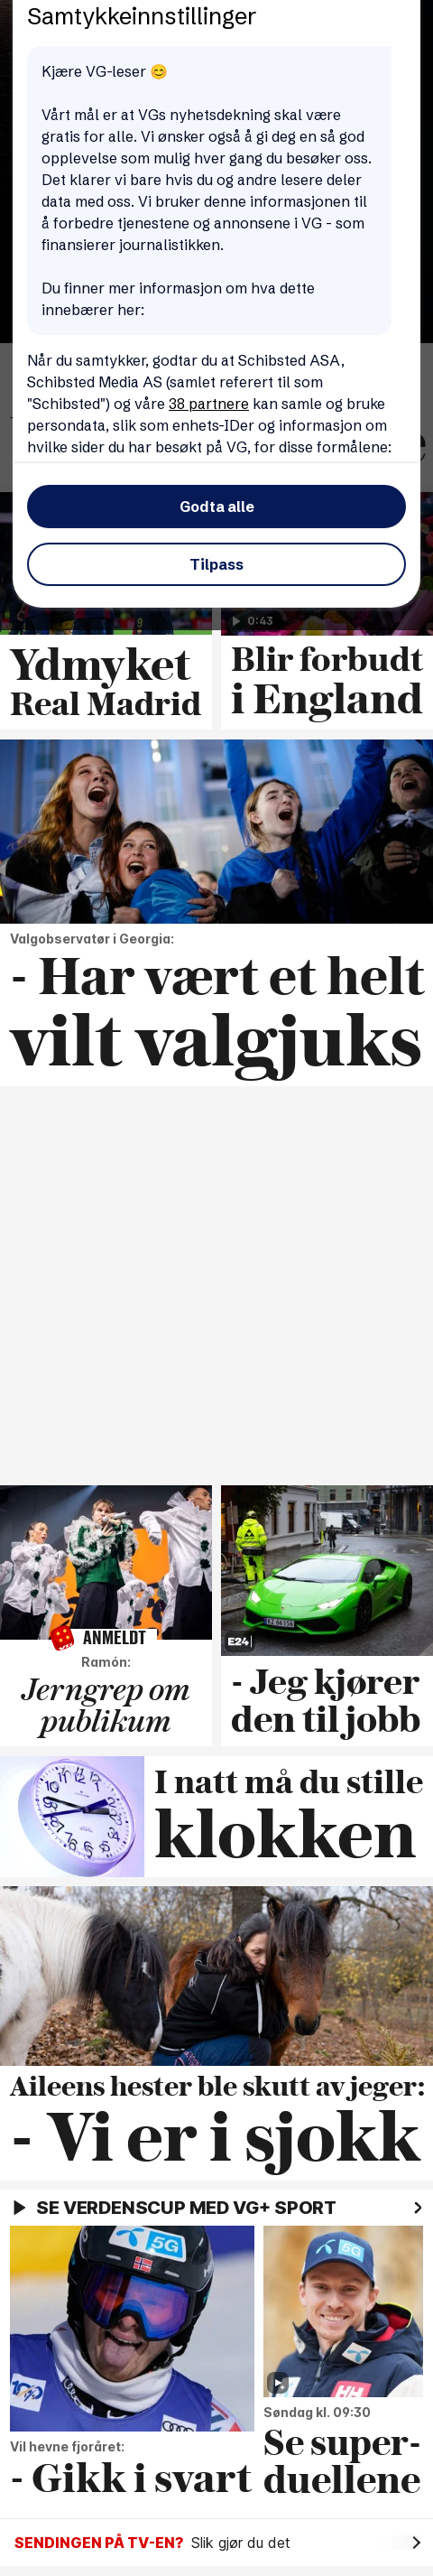 Samtykkeinnstillinger
Kjære VG-leser 😊
Vårt mål er at VGs nyhetsdekning skal være
gratis for alle. Vi ønsker også å gi deg en så god
opplevelse som mulig hver gang du besøker oss.
Det klarer vi bare hvis du og andre lesere deler
data med oss. Vi bruker denne informasjonen til
å forbedre tjenestene og annonsene i VG - som
finansierer journalistikken.
Du finner mer informasjon om hva dette
innebærer her:
Når du samtykker, godtar du at Schibsted ASA,
Schibsted Media AS (samlet referert til som
"Schibsted") og våre 38 partnere kan samle og bruke
persondata, slik som enhets-IDer og informasjon om
hvilke sider du har besøkt på VG, for disse formålene:
Godta alle
Tilpass
0:43
Ydmyket
Real Madrid
Blir forbudt
i England
Valgobservatør i Georgia:
- Har vært et helt
vilt valgjuks
ANMELDT
Ramón:
Jerngrep om
publikum
E24
- Jeg kjører
den til jobb
I natt må du stille
klokken
Aileens hester ble skutt av jeger:
- Vi er i sjokk
SE VERDENSCUP MED VG+ SPORT
5G
Vil hevne fjoråret:
- Gikk i svart
5G
HH
Søndag kl. 09:30
Se super-
duellene
SENDINGEN PÅ TV-EN? Slik gjør du det